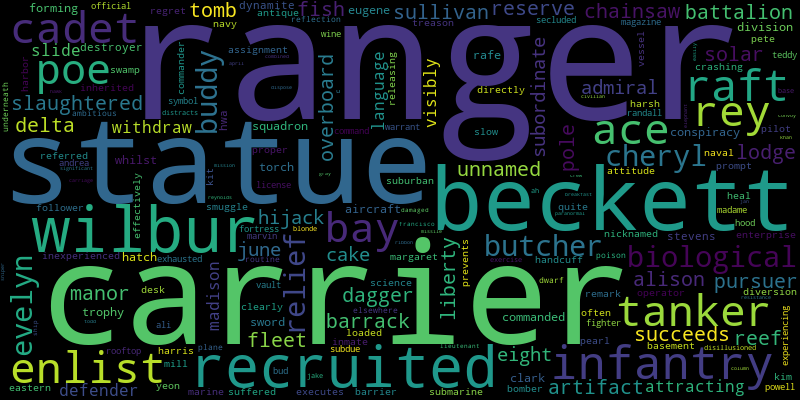 forming official tomb dynamite fish eugene sullivan reserve chainsaw battalion
regret antique reflection secluded magazine division
cadet ranger navy wine treason pete
slide destroyer assignment language rafe vessel solar teddy
harbor poe swamp commander buddy overboard releasing visibly directly subordinate admiral crashing raft
underneath inherited symbol april
slaughtered ambitious distracts slow harsh randall rey
delta withdraw squadron command warrant ace conspiracy pilot
statue hwa proper pole cheryl naval lodge
referred whilst torch unnamed attitude prompt
andrea kit license suburban ah quite heal
follower smuggle beckett nicknamed madame
effectively wilbur hijack aircraft damaged breakfast paranormal stevens hood enterprise
inexperienced fortress blonde bay francisco butcher biological
evelyn hatch exhausted marvin june relief cake margaret liberty prevents handcuff poison
manor desk madison routine vault science dagger dwarf remark alison pursuer
carrier trophy clearly elsewhere operator diversion
ali sword barrack commanded often tanker
rooftop harris fleet loaded inmate fighter succeeds reef experiencing
mill plane subdue lieutenant eight pearl basement disillusioned
enlist yeon recruited bud jake infantry clark kim
eastern defender marine suffered executes barrier submarine bomber artifact attracting powell